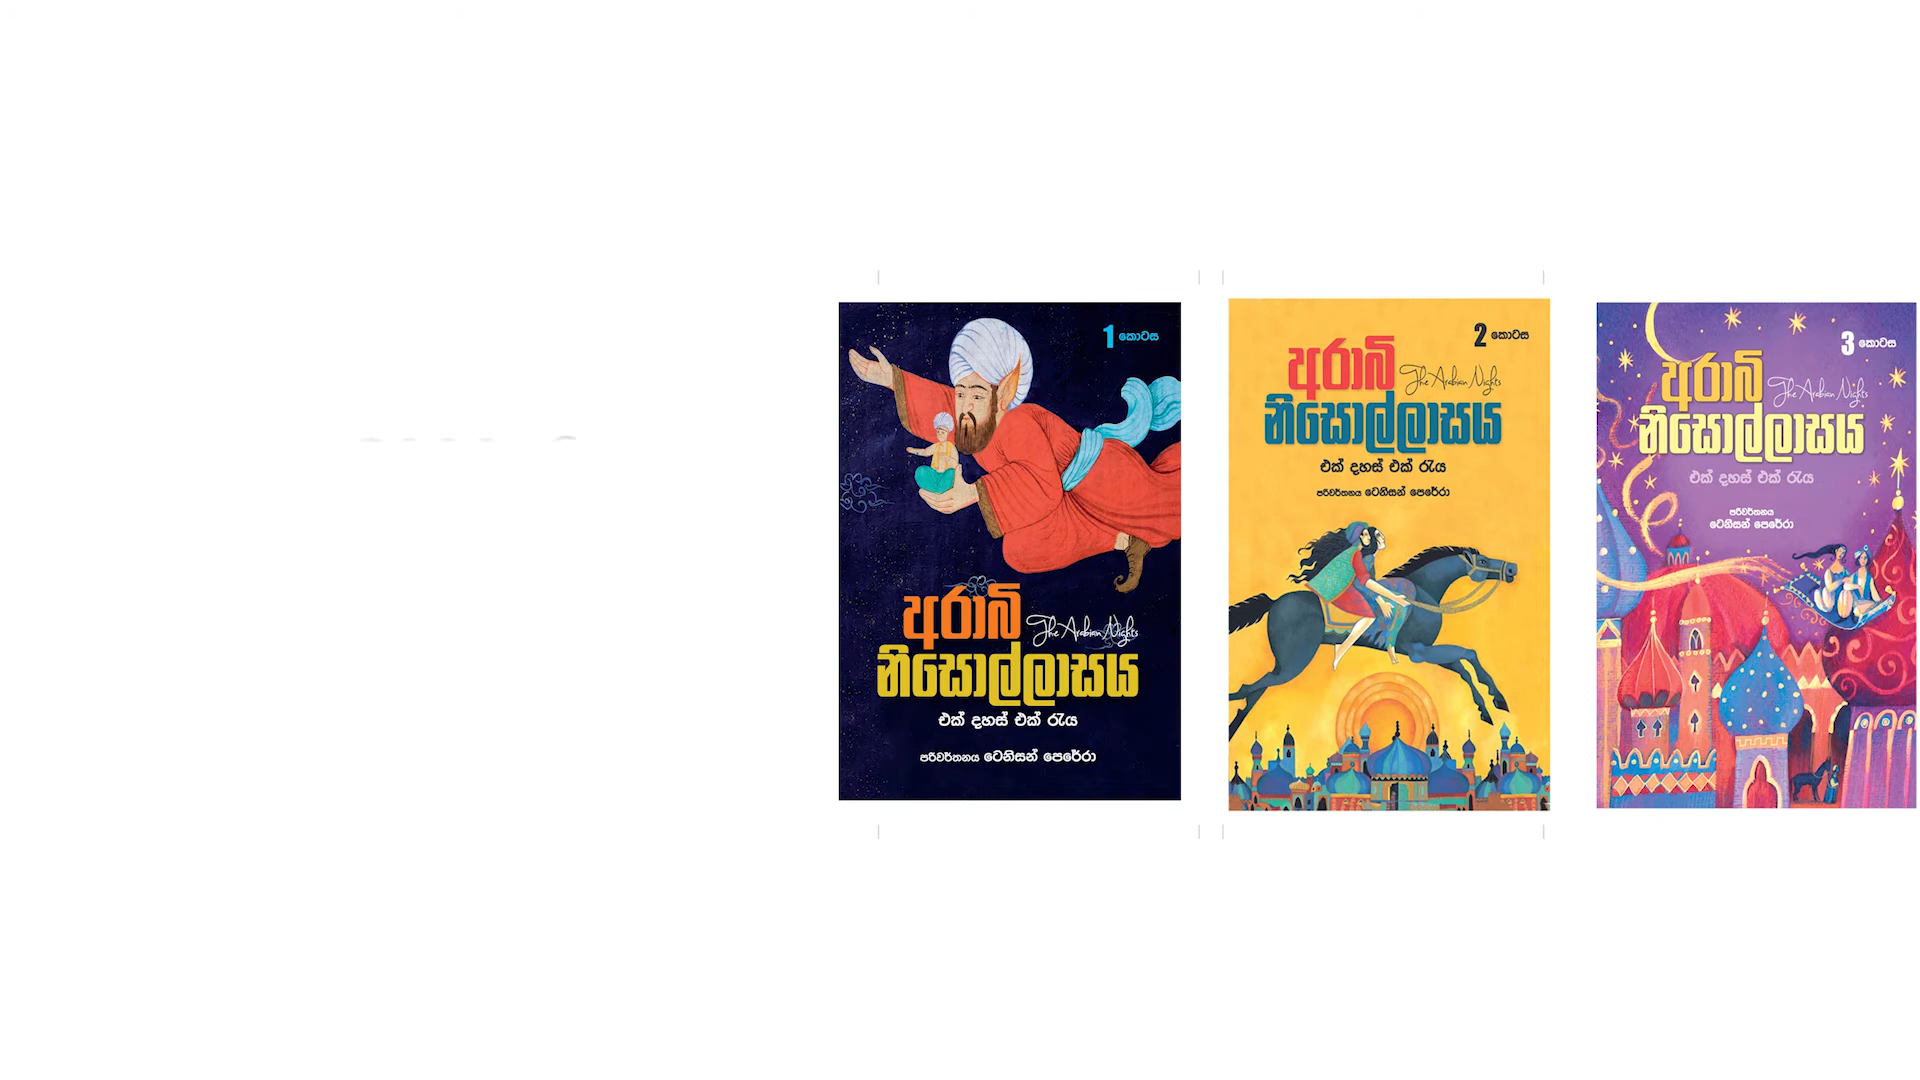 1 කොටස
අරාබි
The Arabian Nights
නිසොල්ලාසය
එක් දහස් එක් රැය
පරිවර්තනය ටෙනිසන් පෙරේරා
2 කොටස
අරාබි
The Arabian Nights
නිසොල්ලාසය
එක් දහස් එක් රැය
පරිවර්තනය ටෙනිසන් පෙරේරා
3 කොටස
අරාබි
The Arabian Nights
නිසොල්ලාසය
එක් දහස් එක් රැය
පරිවර්තනය
ටෙනිසන් පෙරේරා